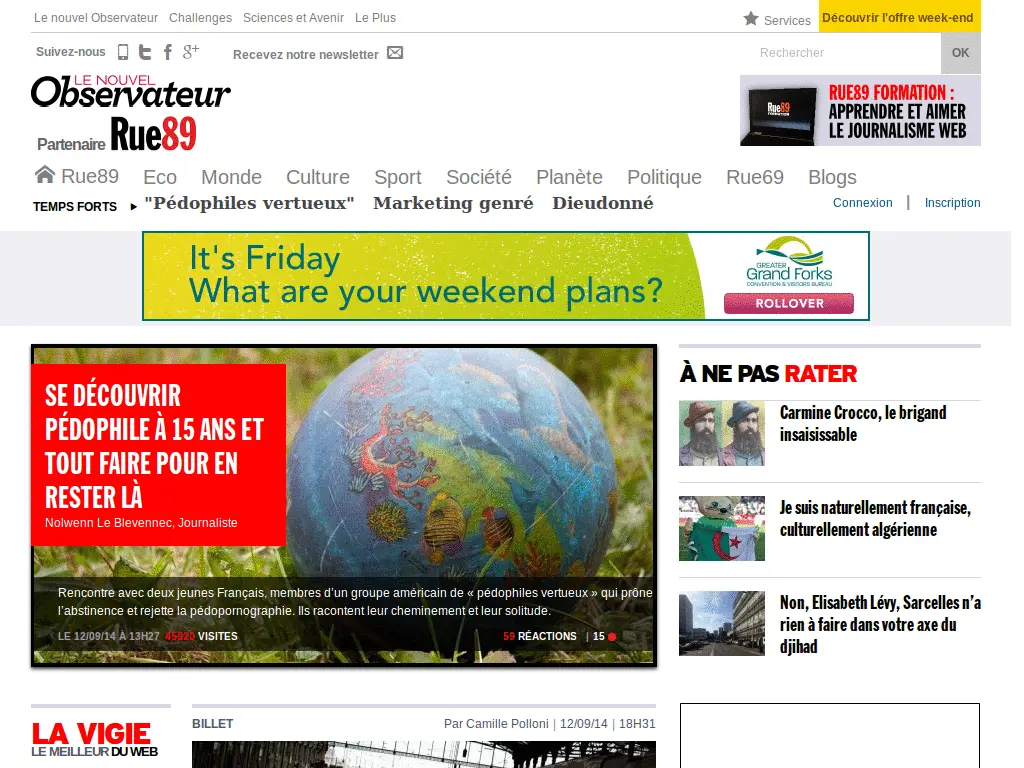 Le nouvel Observateur Challenges Sciences et Avenir Le Plus
Services
Découvrir l'offre week-end
Suivez-nous
Recevez notre newsletter
Rechercher
OK
LE NOUVEL
Observateur
Partenaire Rue89
Rue89
FORMATION
RUE89 FORMATION :
APPRENDRE ET AIMER
LE JOURNALISME WEB
Rue89 Eco Monde Culture Sport Société Planète Politique Rue69 Blogs
TEMPS FORTS "Pédophiles vertueux" Marketing genré Dieudonné
Connexion | Inscription
It's Friday
What are your weekend plans?
GREATER
Grand Forks
CONVENTION & VISITORS BUREAU
ROLLOVER
SE DÉCOUVRIR
PÉDOPHILE À 15 ANS ET
TOUT FAIRE POUR EN
RESTER LÀ
Nolwenn Le Blevennec, Journaliste
Rencontre avec deux jeunes Français, membres d'un groupe américain de « pédophiles vertueux » qui prône
l'abstinence et rejette la pédopornographie. Ils racontent leur cheminement et leur solitude.
LE 12/09/14 À 13H27 45920 VISITES
59 RÉACTIONS | 15
À NE PAS RATER
Carmine Crocco, le brigand
insaisissable
Je suis naturellement française,
culturellement algérienne
Non, Elisabeth Lévy, Sarcelles n'a
rien à faire dans votre axe du
djihad
LA VIGIE
LE MEILLEUR DU WEB
BILLET
Par Camille Polloni | 12/09/14 | 18H31